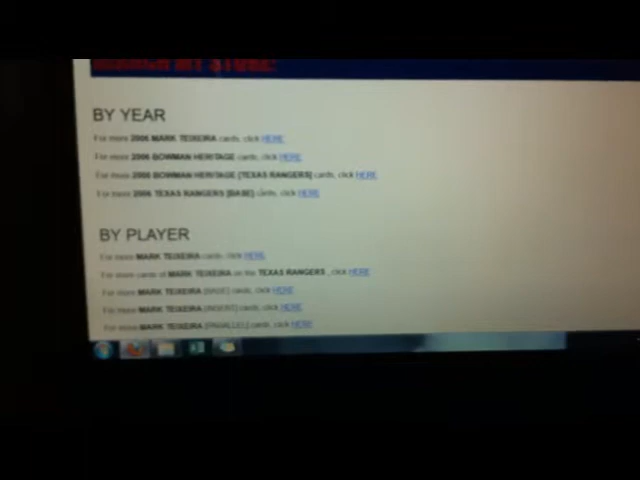 MY STORE!
BY YEAR
For more 2006 MARK TEIXEIRA cards, click HERE
For more 2006 BOWMAN HERITAGE cards, click HERE
For more 2006 BOWMAN HERITAGE [TEXAS RANGERS] cards, click HERE
For more 2006 TEXAS RANGERS [BASE] cards, click HERE
BY PLAYER
For more MARK TEIXEIRA cards, click HERE
For more cards of MARK TEIXEIRA on the TEXAS RANGERS , click HERE
For more MARK TEIXEIRA [BASE] cards, click HERE
For more MARK TEIXEIRA [INSERT] cards, click HERE
For more MARK TEIXEIRA [PARALLEL] cards, click HERE